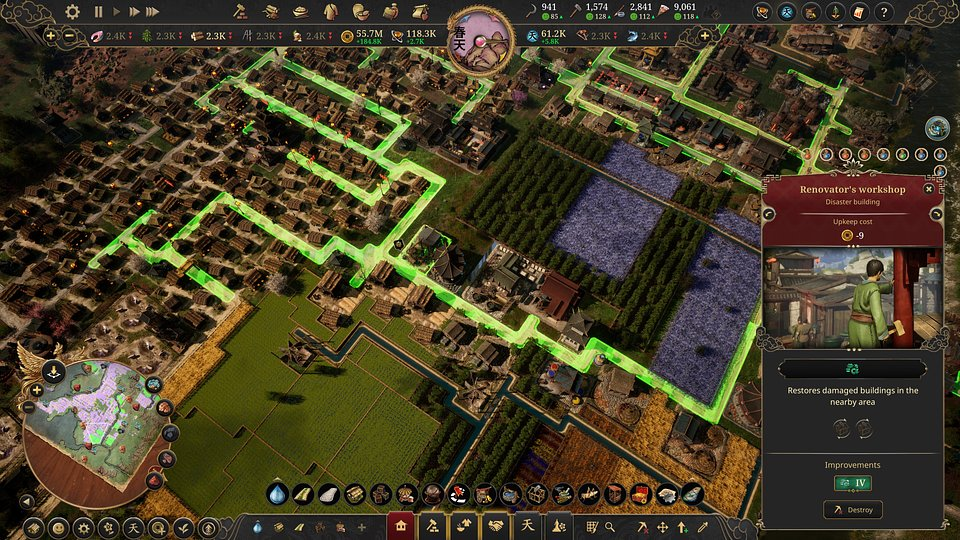 941
85
1,574
128
2,841
112
9,061
118
2.4K
2.3K
2.3K
2.3K
2.4K
55.7M
+184.8K
118.3K
+2.7K
春天
61.2K
+5.8K
2.3K
2.4K
Renovator's workshop
Disaster building
Upkeep cost
-9
Restores damaged buildings in the
nearby area
Improvements
IV
Destroy
天
天